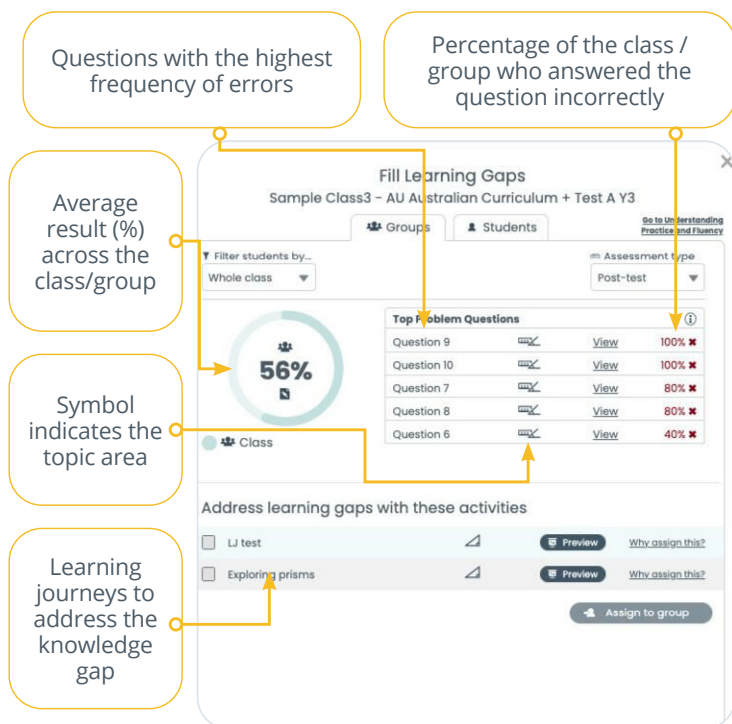 Questions with the highest
frequency of errors
Percentage of the class /
group who answered the
question incorrectly
Average
result (%)
across the
class/group
Symbol
indicates the
topic area
Learning
journeys to
address the
knowledge
gap
Fill Learning Gaps
Sample Class3 - AU Australian Curriculum + Test A Y3
Groups
Students
Go to Understanding
Practice and Fluency
Filter students by...
Whole class
Assessment type
Post-test
56%
Class
Top Problem Questions
Question 9 View 100% ✖
Question 10 View 100% ✖
Question 7 View 80% ✖
Question 8 View 80% ✖
Question 6 View 40% ✖
Address learning gaps with these activities
LJ test Preview Why assign this?
Exploring prisms Preview Why assign this?
Assign to group